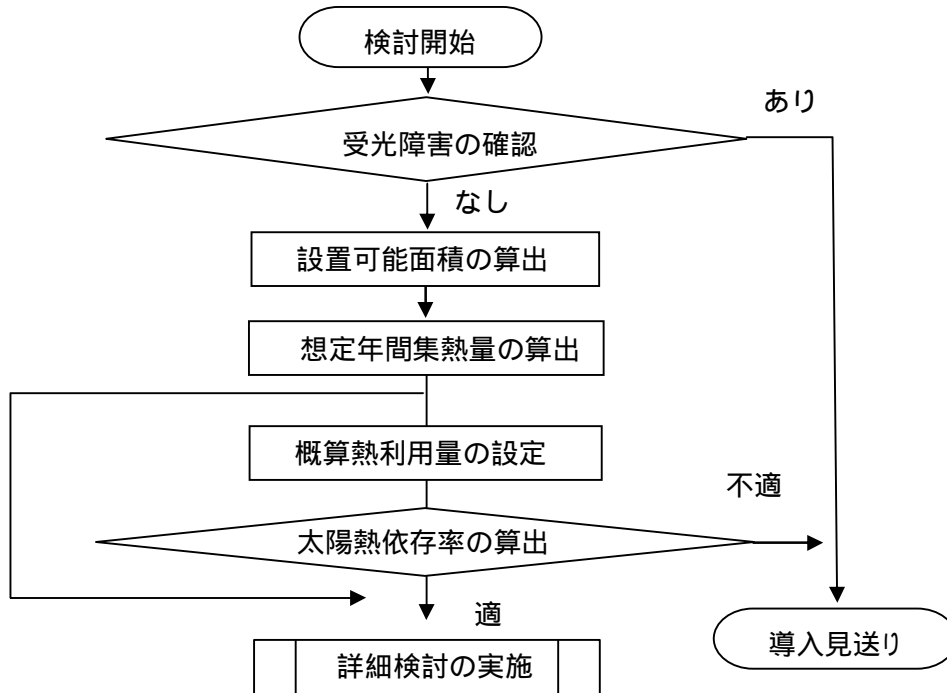 検討開始
あり
受光障害の確認
なし
設置可能面積の算出
想定年間集熱量の算出
概算熱利用量の設定
不適
太陽熱依存率の算出
適
導入見送り
詳細検討の実施